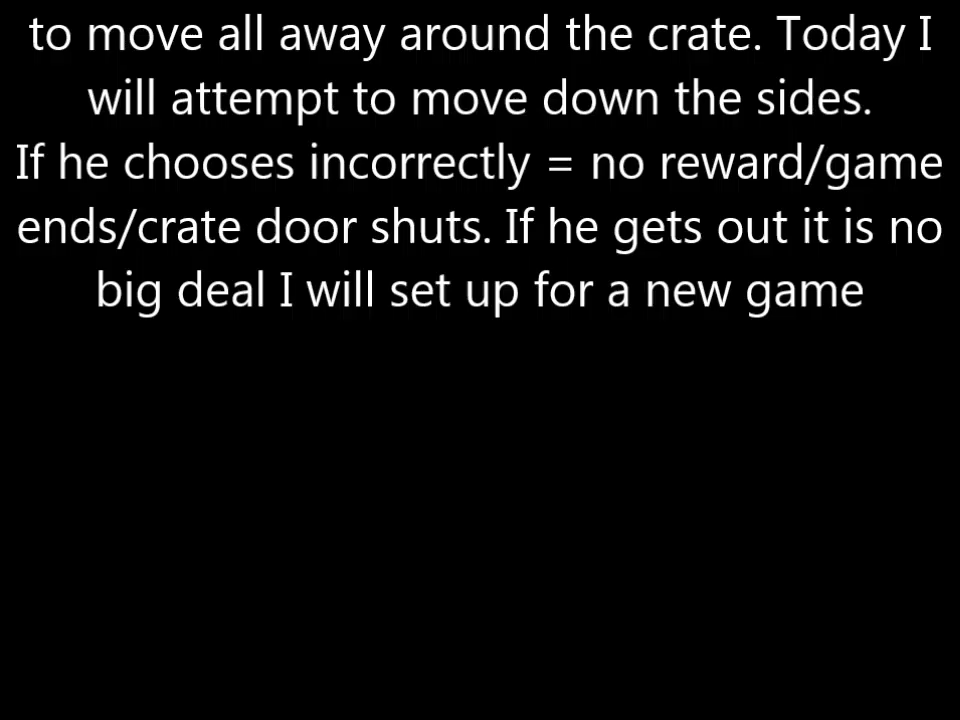 to move all away around the crate. Today I
will attempt to move down the sides.
If he chooses incorrectly = no reward/game
ends/crate door shuts. If he gets out it is no
big deal I will set up for a new game